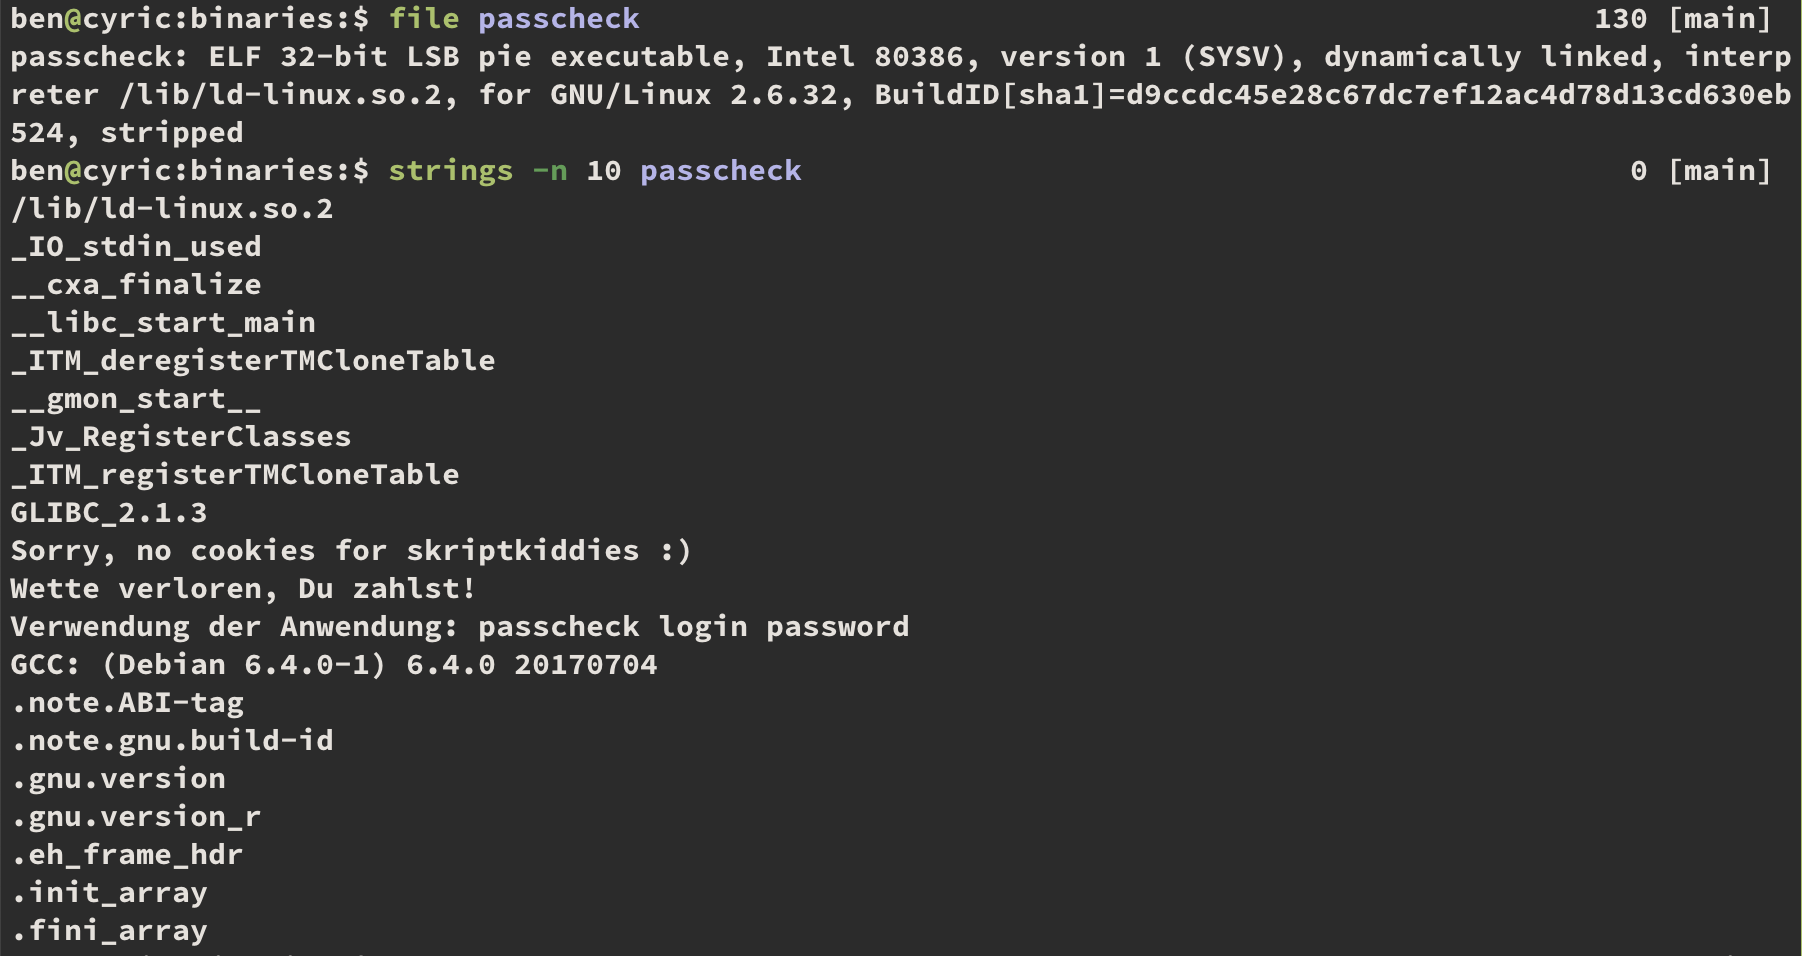 ben@cyric:binaries:$ file passcheck 130 [main]
passcheck: ELF 32-bit LSB pie executable, Intel 80386, version 1 (SYSV), dynamically linked, interp
reter /lib/ld-linux.so.2, for GNU/Linux 2.6.32, BuildID[sha1]=d9ccdc45e28c67dc7ef12ac4d78d13cd630eb
524, stripped
ben@cyric:binaries:$ strings -n 10 passcheck 0 [main]
/lib/ld-linux.so.2
_IO_stdin_used
__cxa_finalize
__libc_start_main
_ITM_deregisterTMCloneTable
__gmon_start__
_Jv_RegisterClasses
_ITM_registerTMCloneTable
GLIBC_2.1.3
Sorry, no cookies for skriptkiddies :)
Wette verloren, Du zahlst!
Verwendung der Anwendung: passcheck login password
GCC: (Debian 6.4.0-1) 6.4.0 20170704
.note.ABI-tag
.note.gnu.build-id
.gnu.version
.gnu.version_r
.eh_frame_hdr
.init_array
.fini_array